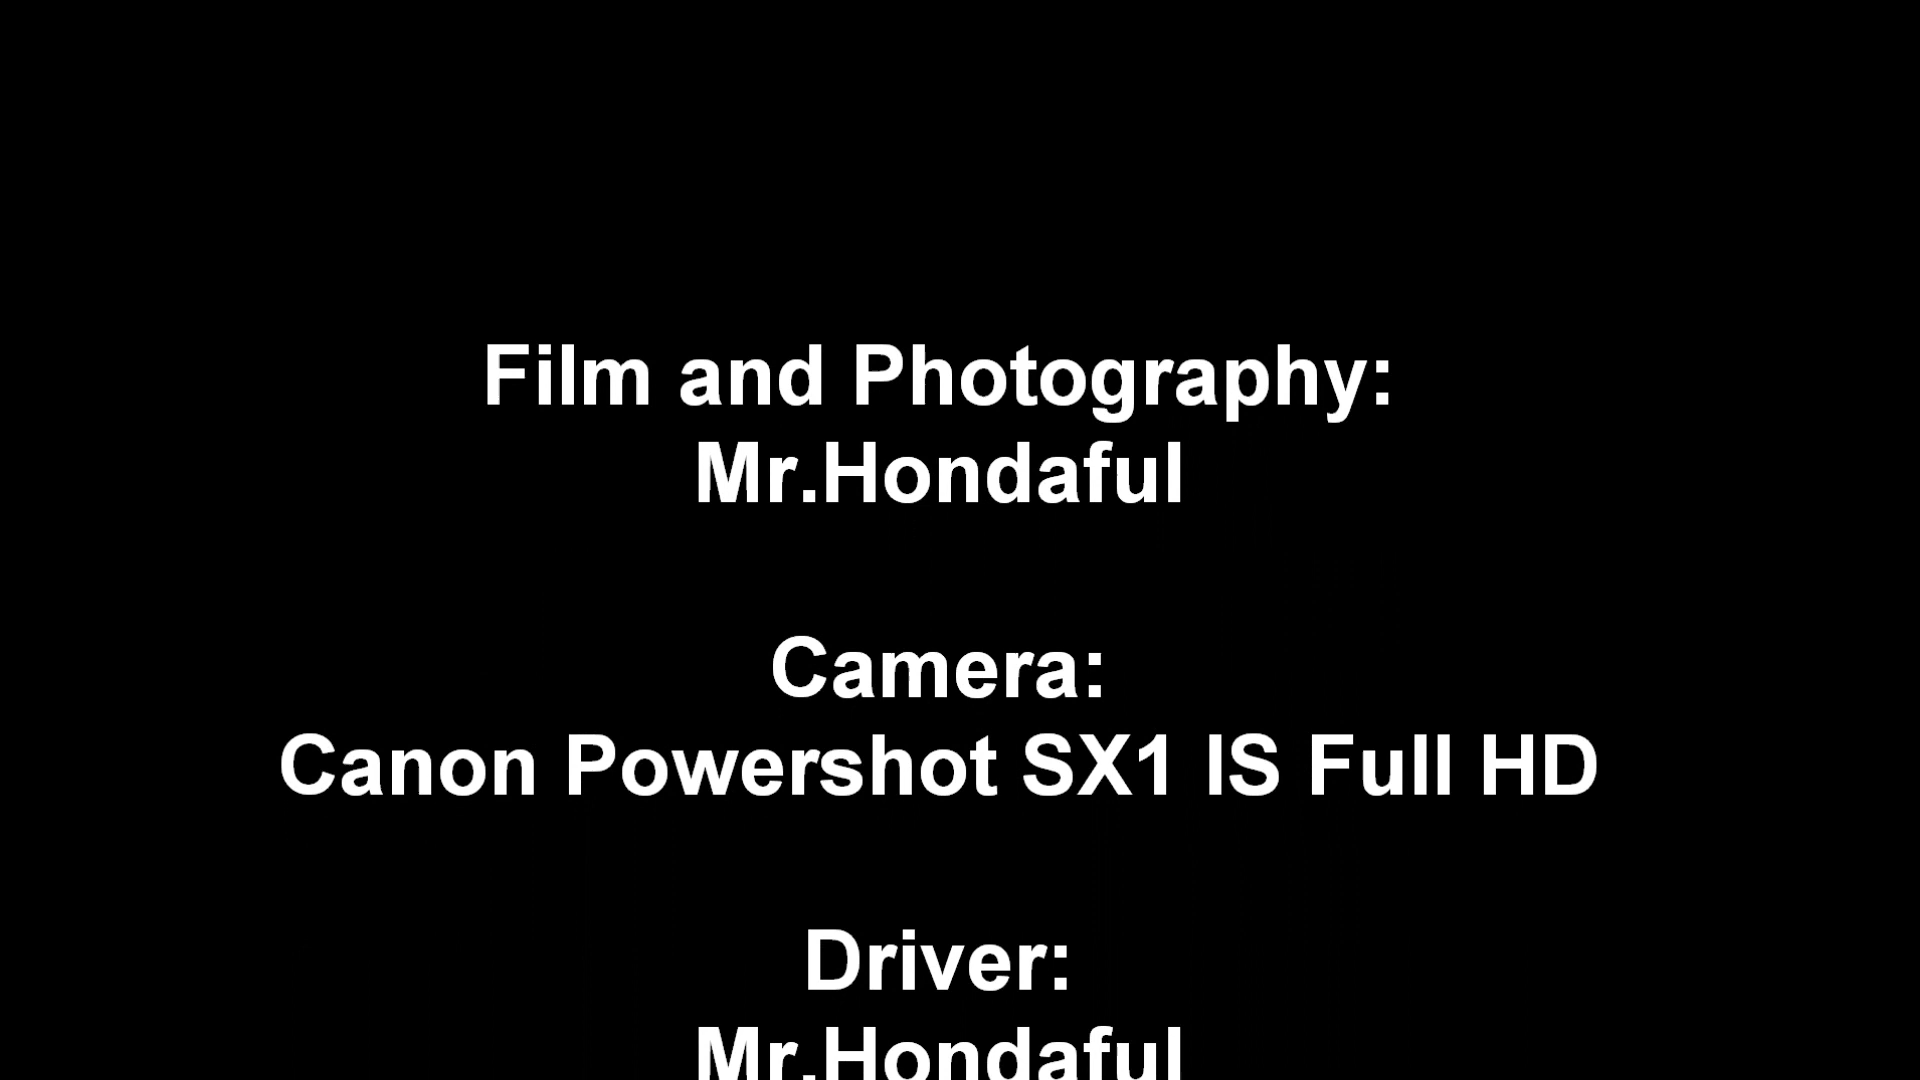 Film and Photography:
Mr.Hondaful
Camera:
Canon Powershot SX1 IS Full HD
Driver:
Mr.Hondaful